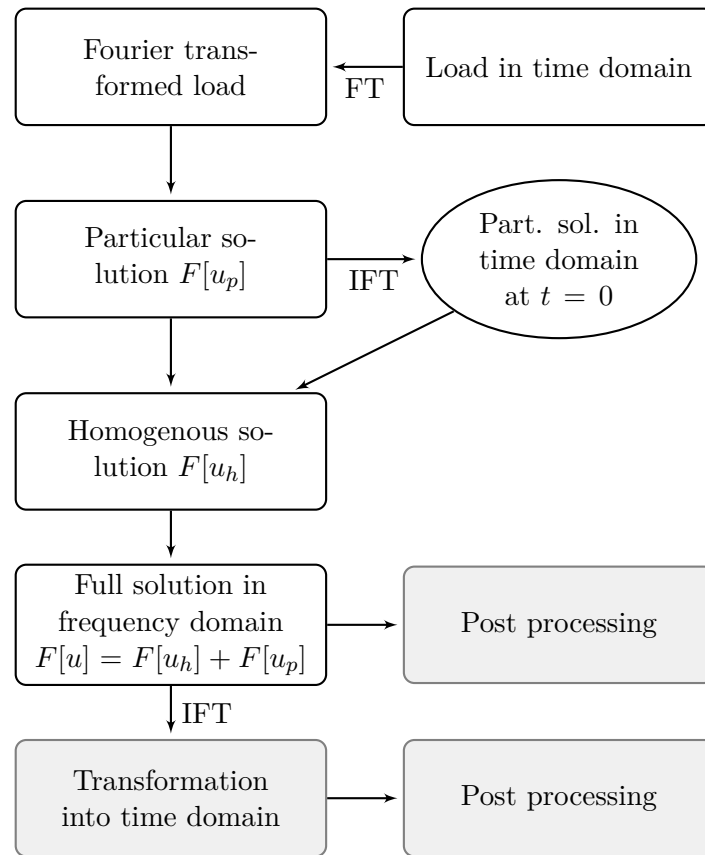 Fourier trans-
formed load
FT
Load in time domain
Particular so-
lution F[u_p]
IFT
Part. sol. in
time domain
at t = 0
Homogenous so-
lution F[u_h]
Full solution in
frequency domain
F[u] = F[u_h] + F[u_p]
Post processing
IFT
Transformation
into time domain
Post processing